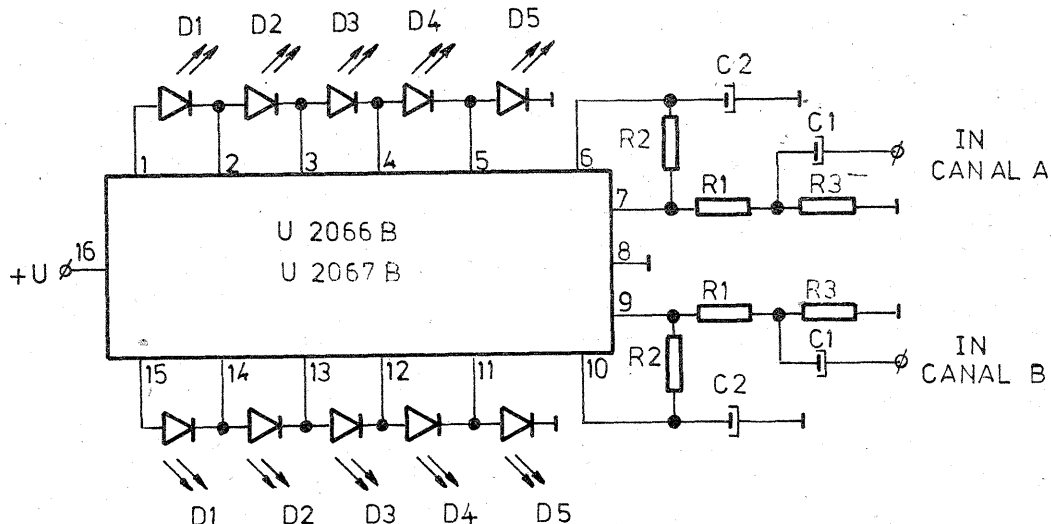 D1 D2 D3 D4 D5
C2
C1
R2
IN
CANAL A
1 2 3 4 5 6
R1 R3
7
U 2066 B
16
+U
8
U 2067 B
9
R1 R3
C1
IN
R2
CANAL B
15 14 13 12 11 10
C2
D1 D2 D3 D4 D5